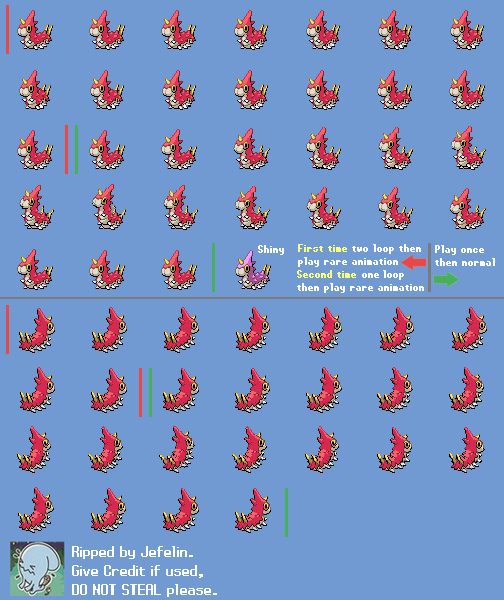 Shiny
First time two loop then
play rare animation
Second time one loop
then play rare animation
Play once
then normal
Ripped by Jefelin.
Give Credit if used,
DO NOT STEAL please.